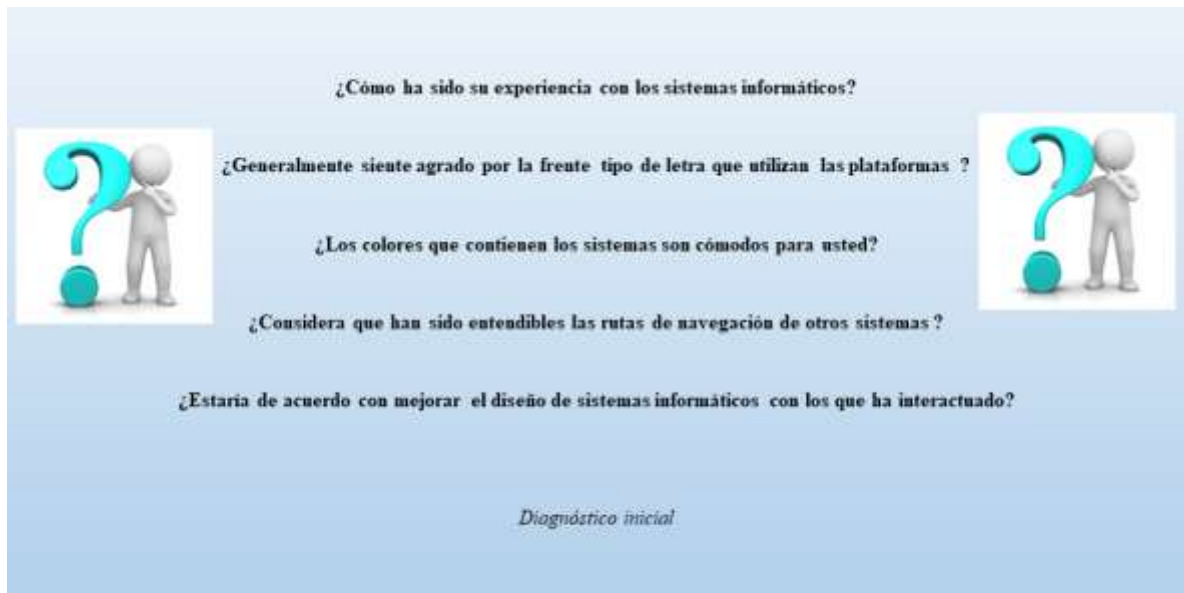 ¿Cómo ha sido su experiencia con los sistemas informáticos?
¿Generalmente siente agrado por la frente tipo de letra que utilizan las plataformas ?
¿Los colores que contienen los sistemas son cómodos para usted?
¿Considera que han sido entendibles las rutas de navegación de otros sistemas ?
¿Estaría de acuerdo con mejorar el diseño de sistemas informáticos con los que ha interactuado?
Diagnóstico inicial